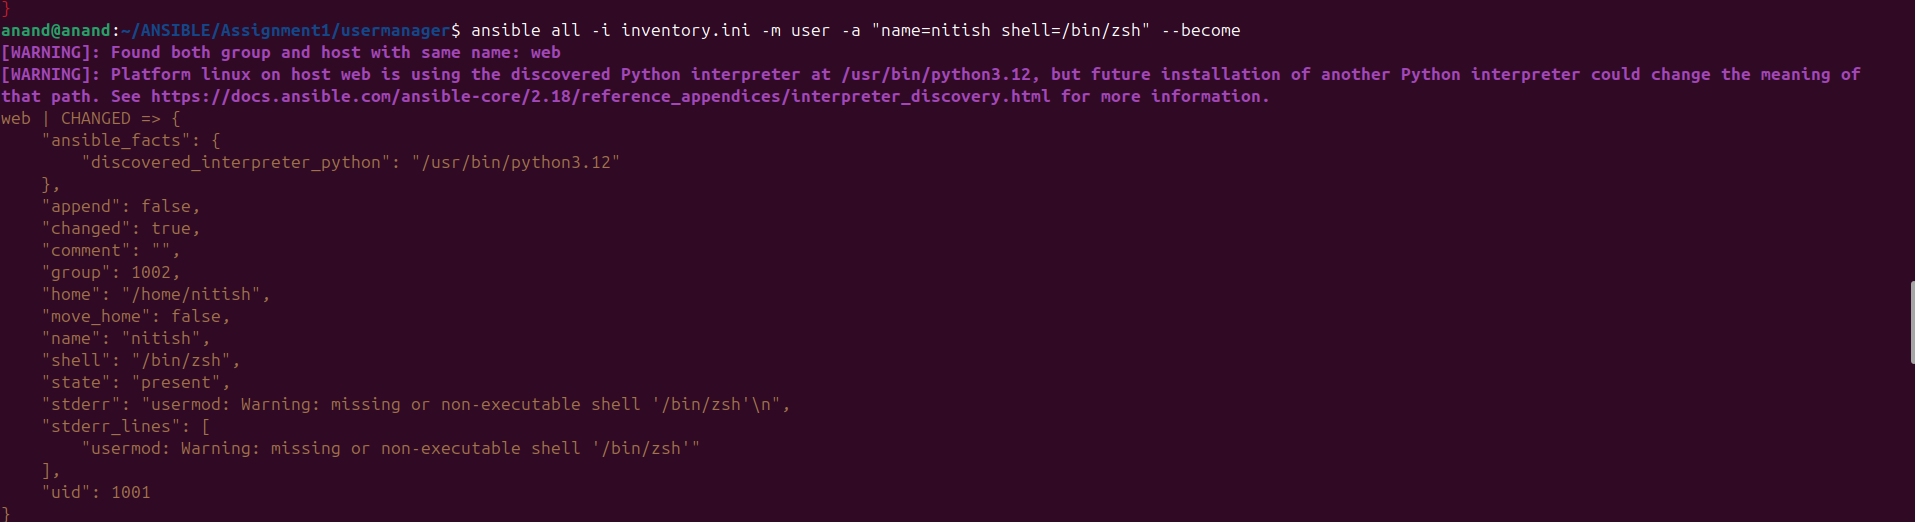 }
anand@anand:~/ANSIBLE/Assignment1/usermanager$ ansible all -i inventory.ini -m user -a "name=nitish shell=/bin/zsh" --become
[WARNING]: Found both group and host with same name: web
[WARNING]: Platform linux on host web is using the discovered Python interpreter at /usr/bin/python3.12, but future installation of another Python interpreter could change the meaning of
that path. See https://docs.ansible.com/ansible-core/2.18/reference_appendices/interpreter_discovery.html for more information.
web | CHANGED => {
    "ansible_facts": {
        "discovered_interpreter_python": "/usr/bin/python3.12"
    },
    "append": false,
    "changed": true,
    "comment": "",
    "group": 1002,
    "home": "/home/nitish",
    "move_home": false,
    "name": "nitish",
    "shell": "/bin/zsh",
    "state": "present",
    "stderr": "usermod: Warning: missing or non-executable shell '/bin/zsh'\n",
    "stderr_lines": [
        "usermod: Warning: missing or non-executable shell '/bin/zsh'"
    ],
    "uid": 1001
}